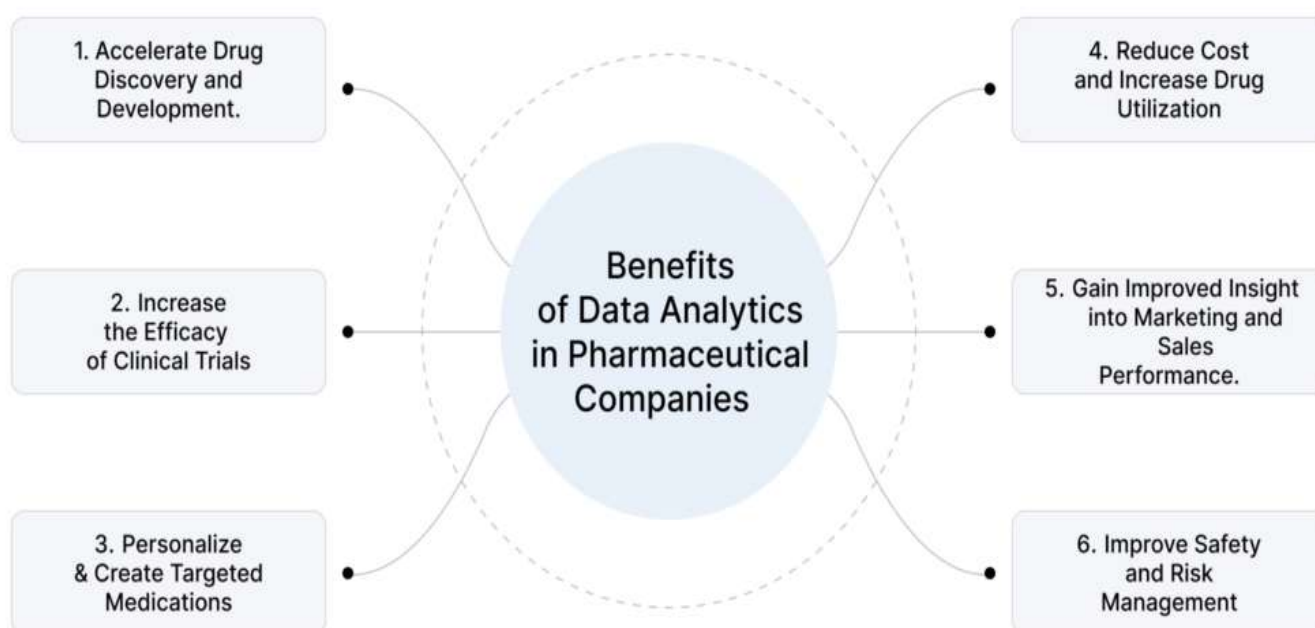 1. Accelerate Drug
Discovery and
Development.
2. Increase
the Efficacy
of Clinical Trials
3. Personalize
& Create Targeted
Medications
Benefits
of Data Analytics
in Pharmaceutical
Companies
4. Reduce Cost
and Increase Drug
Utilization
5. Gain Improved Insight
into Marketing and
Sales
Performance.
6. Improve Safety
and Risk
Management